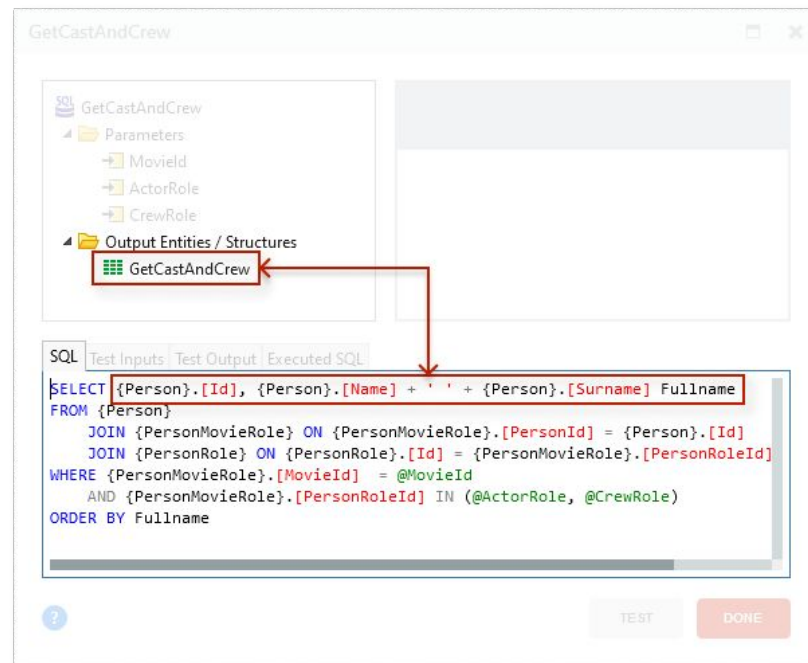 GetCastAndCrew
SQL
GetCastAndCrew
Parameters
MovieId
ActorRole
CrewRole
Output Entities / Structures
GetCastAndCrew
SQL Test Inputs Test Output Executed SQL
SELECT {Person}.[Id], {Person}.[Name] + ' ' + {Person}.[Surname] Fullname
FROM {Person}
JOIN {PersonMovieRole} ON {PersonMovieRole}.[PersonId] = {Person}.[Id]
JOIN {PersonRole} ON {PersonRole}.[Id] = {PersonMovieRole}.[PersonRoleId]
WHERE {PersonMovieRole}.[MovieId] = @MovieId
AND {PersonMovieRole}.[PersonRoleId] IN (@ActorRole, @CrewRole)
ORDER BY Fullname
? TEST DONE